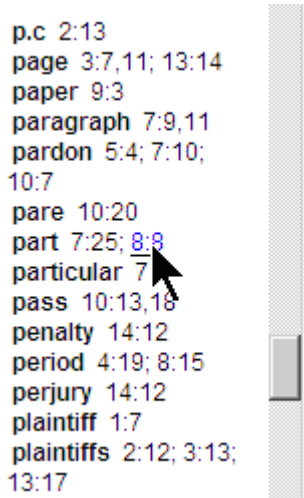 p.c 2:13
page 3:7,11; 13:14
paper 9:3
paragraph 7:9,11
pardon 5:4; 7:10;
10:7
pare 10:20
part 7:25; 8:8
particular 7
pass 10:13,18
penalty 14:12
period 4:19; 8:15
perjury 14:12
plaintiff 1:7
plaintiffs 2:12; 3:13;
13:17